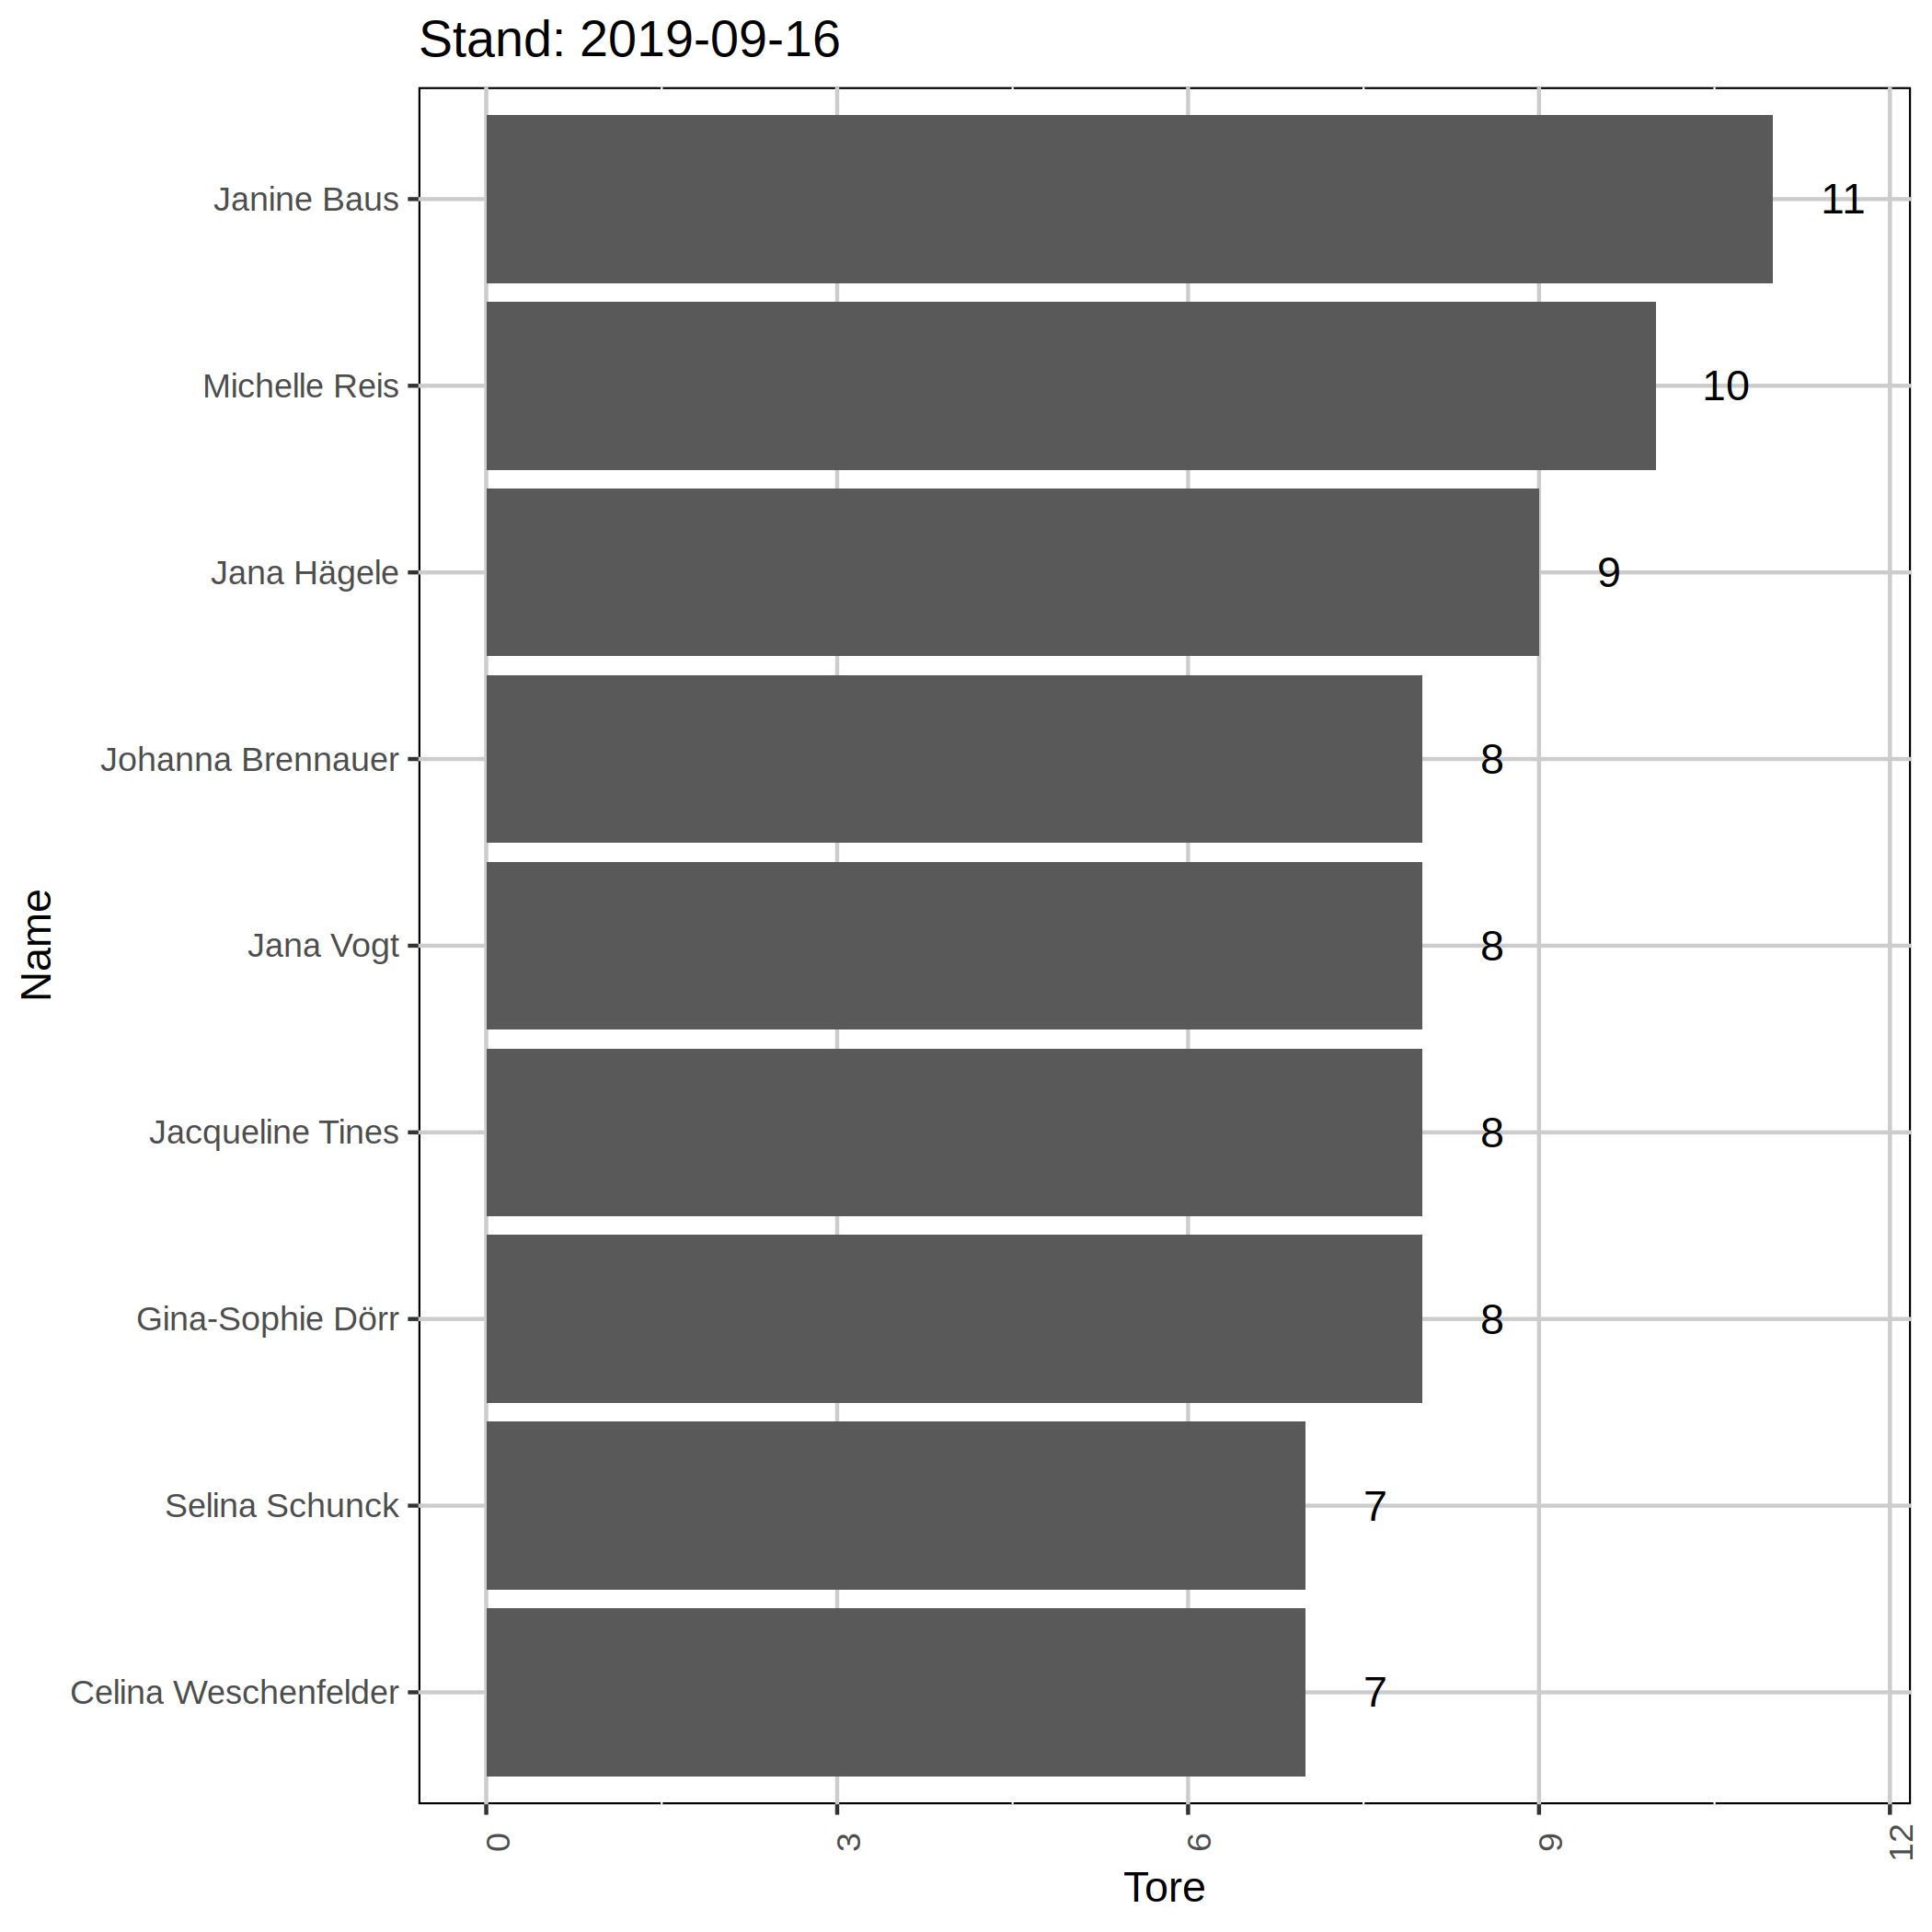 Stand: 2019-09-16
Janine Baus 11
Michelle Reis 10
Jana Hägele 9
Johanna Brennauer 8
Jana Vogt 8
Jacqueline Tines 8
Gina-Sophie Dörr 8
Selina Schunck 7
Celina Weschenfelder 7
Name
0 3 6 9 12
Tore